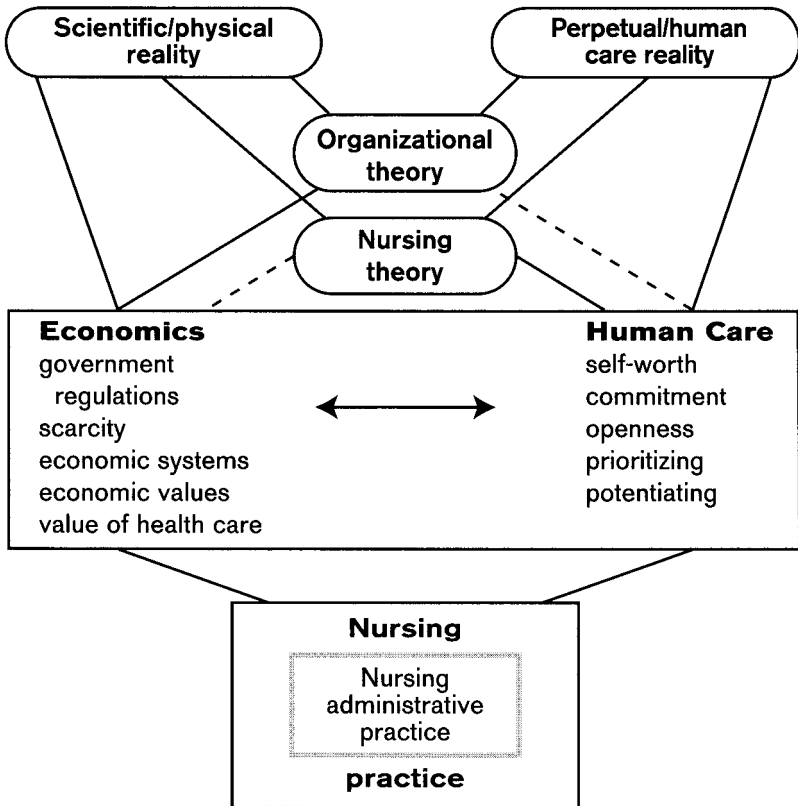 Scientific/physical
reality
Perpetual/human
care reality
Organizational
theory
Nursing
theory
Economics
government
regulations
scarcity
economic systems
economic values
value of health care
Human Care
self-worth
commitment
openness
prioritizing
potentiating
Nursing
Nursing
administrative
practice
practice